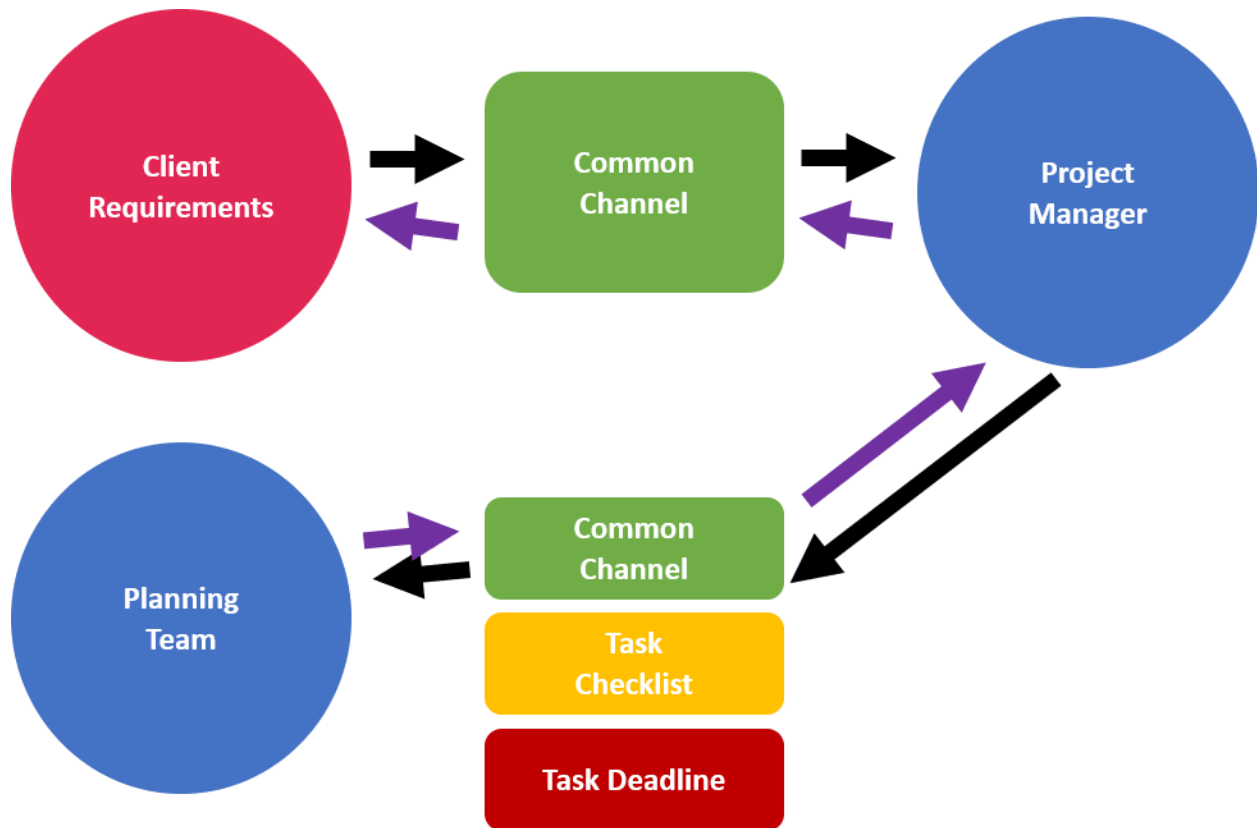 Client
Requirements
Common
Channel
Project
Manager
Planning
Team
Common
Channel
Task
Checklist
Task Deadline